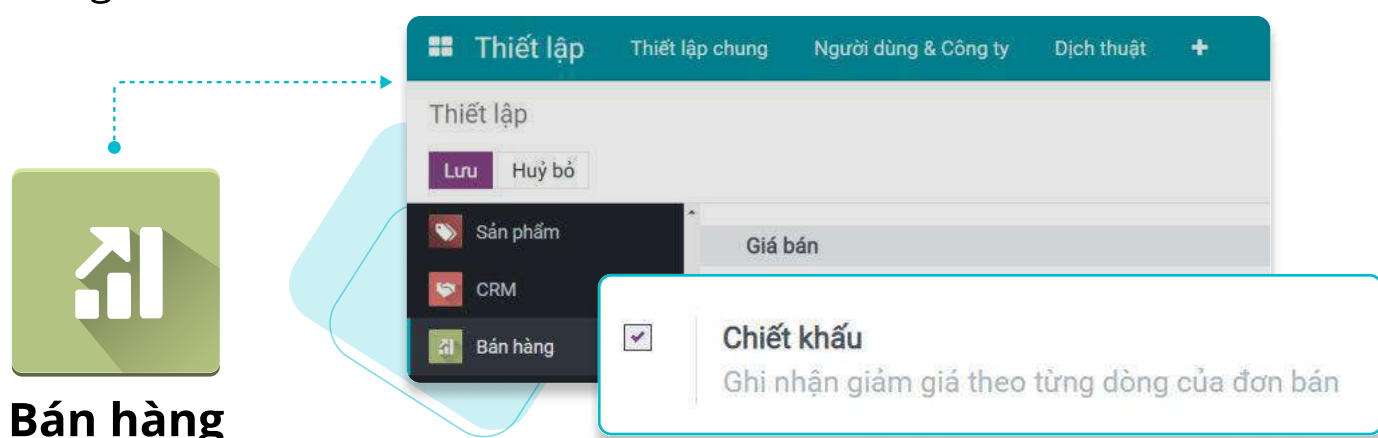 Thiết lập Thiết lập chung Người dùng & Công ty Dịch thuật +
Thiết lập
Lưu Huỷ bỏ
Sản phẩm
Giá bán
CRM
Bán hàng
Chiết khấu
Ghi nhận giảm giá theo từng dòng của đơn bán
Bán hàng